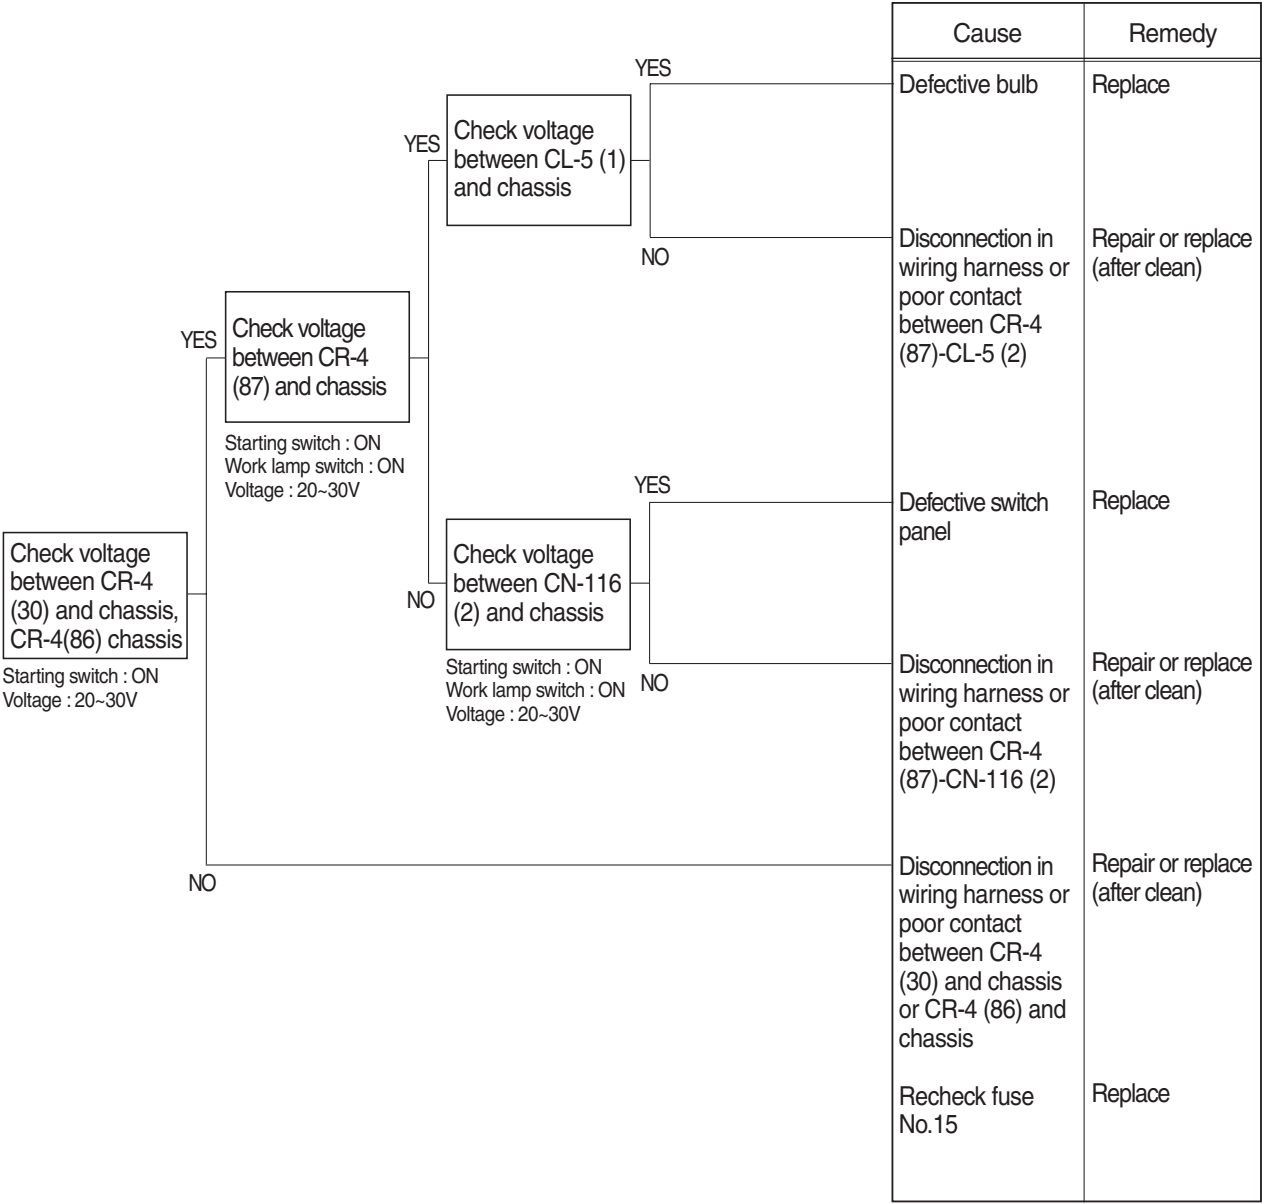 Cause
Remedy
YES
Defective bulb
Replace
YES
Check voltage
between CL-5 (1)
and chassis
NO
Disconnection in
wiring harness or
poor contact
between CR-4
(87)-CL-5 (2)
Repair or replace
(after clean)
YES
Check voltage
between CR-4
(87) and chassis
Starting switch : ON
Work lamp switch : ON
Voltage : 20~30V
YES
Defective switch
panel
Replace
Check voltage
between CR-4
(30) and chassis,
CR-4(86) chassis
Starting switch : ON
Voltage : 20~30V
NO
Check voltage
between CN-116
(2) and chassis
Starting switch : ON
Work lamp switch : ON
Voltage : 20~30V
NO
Disconnection in
wiring harness or
poor contact
between CR-4
(87)-CN-116 (2)
Repair or replace
(after clean)
NO
Disconnection in
wiring harness or
poor contact
between CR-4
(30) and chassis
or CR-4 (86) and
chassis
Repair or replace
(after clean)
Recheck fuse
No.15
Replace